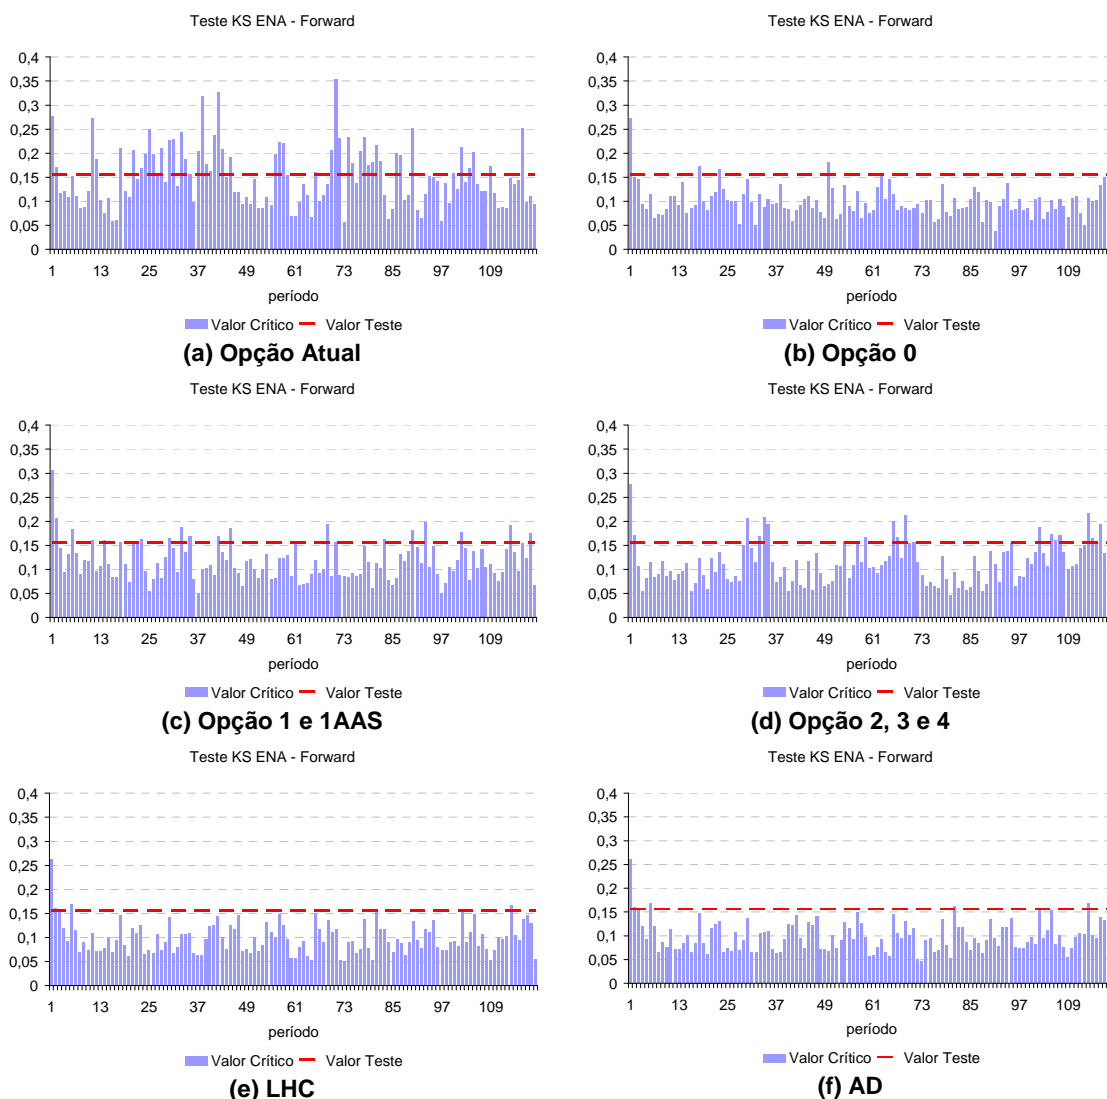 Teste KS ENA - Forward
0,4
0,35
0,3
0,25
0,2
0,15
0,1
0,05
0
1 13 25 37 49 61 73 85 97 109
período
Valor Crítico Valor Teste
(a) Opção Atual
Teste KS ENA - Forward
0,4
0,35
0,3
0,25
0,2
0,15
0,1
0,05
0
1 13 25 37 49 61 73 85 97 109
período
Valor Crítico Valor Teste
(b) Opção 0
Teste KS ENA - Forward
0,4
0,35
0,3
0,25
0,2
0,15
0,1
0,05
0
1 13 25 37 49 61 73 85 97 109
período
Valor Crítico Valor Teste
(c) Opção 1 e 1AAS
Teste KS ENA - Forward
0,4
0,35
0,3
0,25
0,2
0,15
0,1
0,05
0
1 13 25 37 49 61 73 85 97 109
período
Valor Crítico Valor Teste
(d) Opção 2, 3 e 4
Teste KS ENA - Forward
0,4
0,35
0,3
0,25
0,2
0,15
0,1
0,05
0
1 13 25 37 49 61 73 85 97 109
período
Valor Crítico Valor Teste
(e) LHC
Teste KS ENA - Forward
0,4
0,35
0,3
0,25
0,2
0,15
0,1
0,05
0
1 13 25 37 49 61 73 85 97 109
período
Valor Crítico Valor Teste
(f) AD